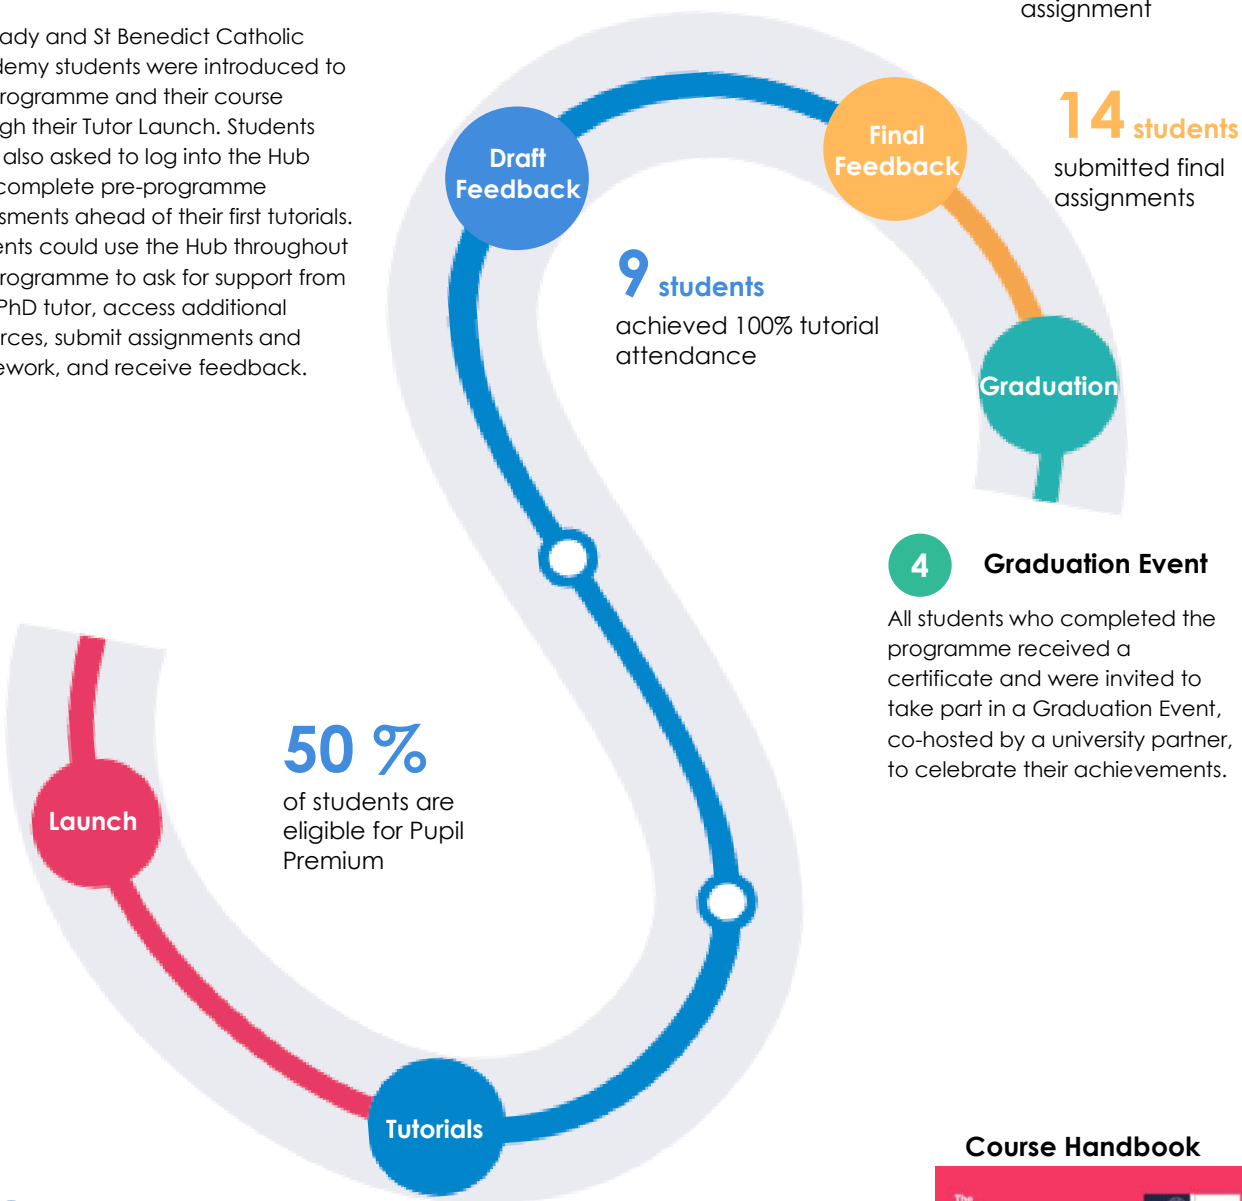 ady and St Benedict Catholic
demy students were introduced to
rogramme and their course
gh their Tutor Launch. Students
also asked to log into the Hub
complete pre-programme
sments ahead of their first tutorials.
ents could use the Hub throughout
rogramme to ask for support from
PhD tutor, access additional
rces, submit assignments and
ework, and receive feedback.
assignment
14 students
submitted final
assignments
Draft
Feedback
Final
Feedback
9 students
achieved 100% tutorial
attendance
Graduation
4 Graduation Event
All students who completed the
programme received a
certificate and were invited to
take part in a Graduation Event,
co-hosted by a university partner,
to celebrate their achievements.
50 %
of students are
eligible for Pupil
Premium
Launch
Tutorials
Course Handbook
The